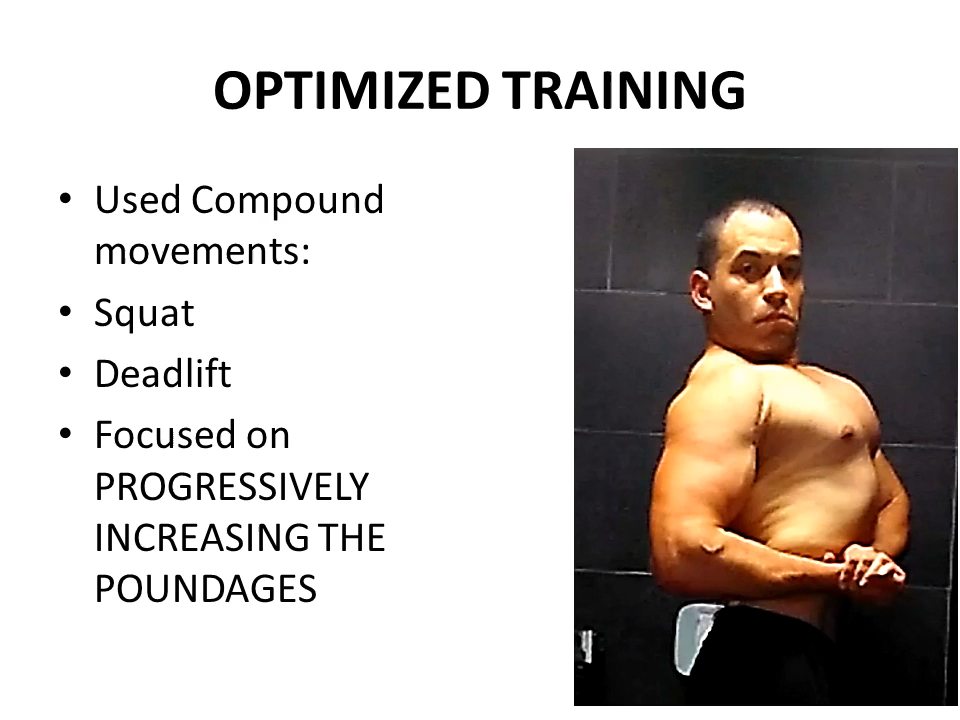 OPTIMIZED TRAINING
• Used Compound
movements:
• Squat
• Deadlift
• Focused on
PROGRESSIVELY
INCREASING THE
POUNDAGES